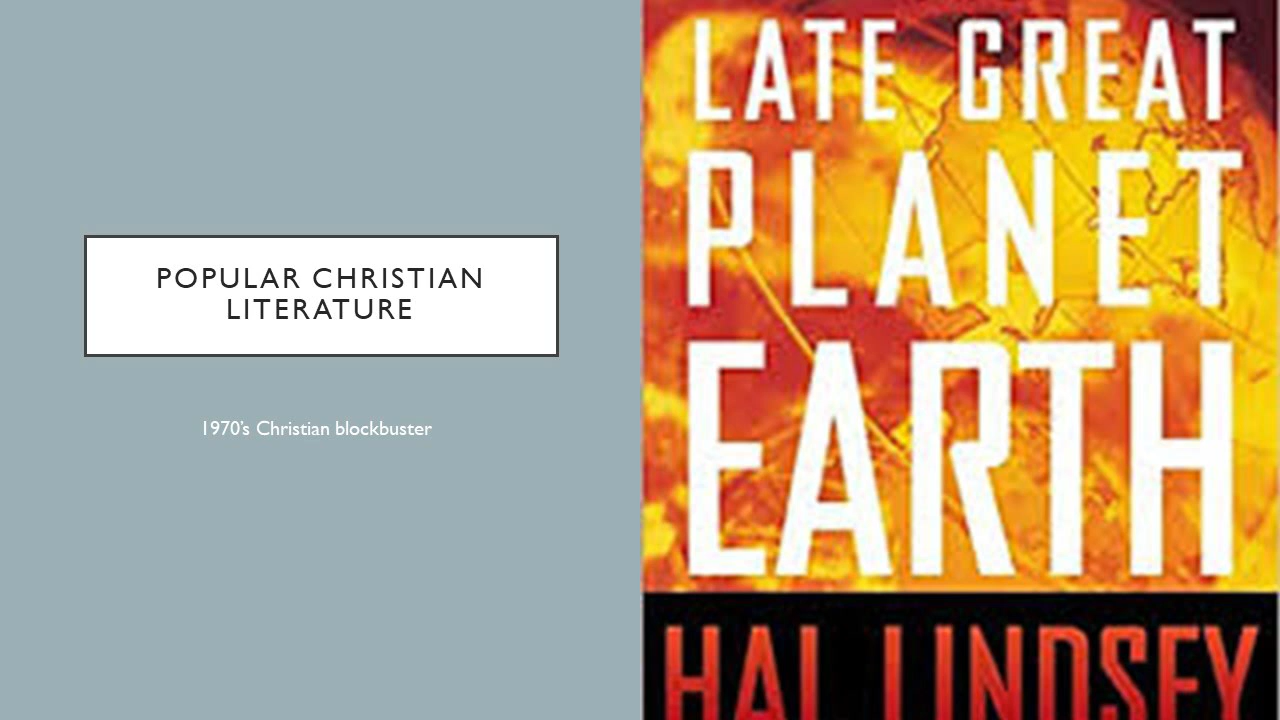 POPULAR CHRISTIAN
LITERATURE
1970's Christian blockbuster
LATE GREAT
PLANET
EARTH
HAL LINDSEY